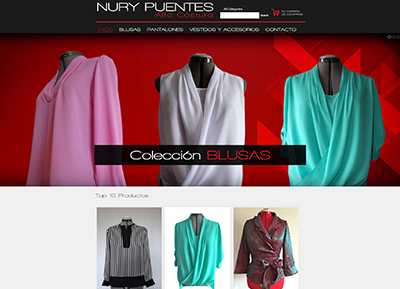 NURY PUENTES
Alta Costura
All Categories
Search
TU CARRITO
DE COMPRAS
INICIO BLUSAS PANTALONES VESTIDOS Y ACCESORIOS CONTACTO
Colección BLUSAS
Top 10 Productos